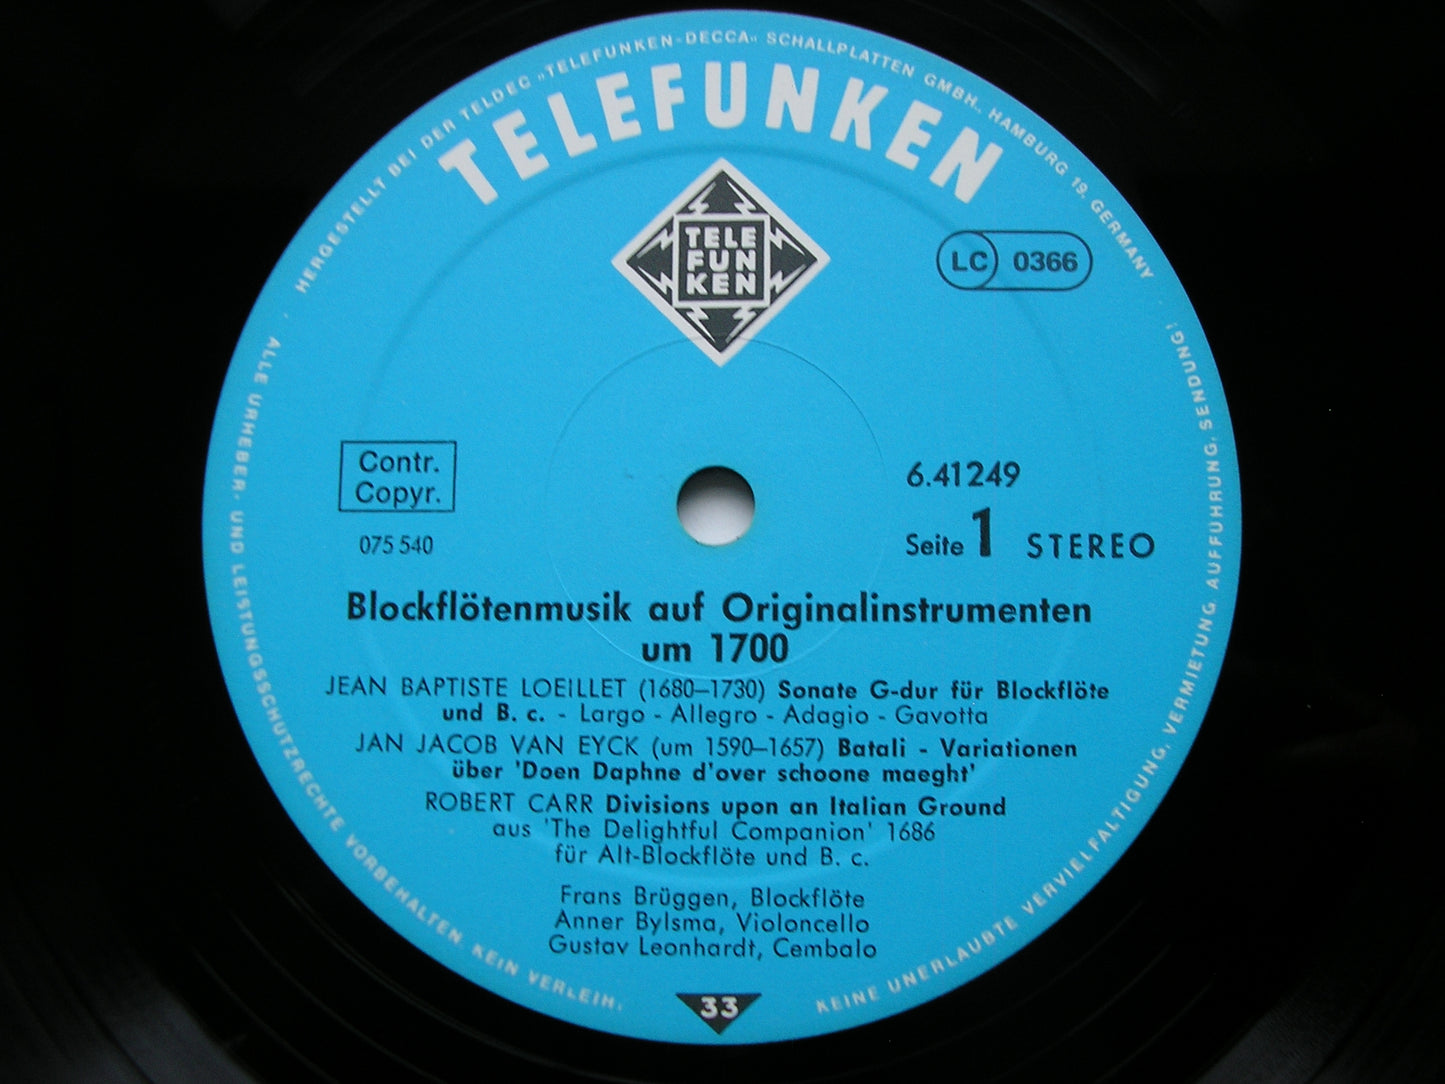 HERGESTELLT BEI DER TELDEC »TELEFUNKEN-DECCA« SCHALLPLATTEN GMBH., HAMBURG 19, GERMANY
TELEFUNKEN
TELE
FUN
KEN
LC 0366
Contr.
Copyr.
075 540
6.41249
Seite 1 STEREO
Blockflötenmusik auf Originalinstrumenten
um 1700
JEAN BAPTISTE LOEILLET (1680–1730) Sonate G-dur für Blockflöte
und B. c. - Largo - Allegro - Adagio - Gavotta
JAN JACOB VAN EYCK (um 1590–1657) Batali - Variationen
über 'Doen Daphne d'over schoone maeght'
ROBERT CARR Divisions upon an Italian Ground
aus 'The Delightful Companion' 1686
für Alt-Blockflöte und B. c.
Frans Brüggen, Blockflöte
Anner Bylsma, Violoncello
Gustav Leonhardt, Cembalo
33
ALLE URHEBER- UND LEISTUNGSSCHUTZRECHTE VORBEHALTEN. KEIN VERLEIH,
KEINE UNERLAUBTE VERVIELFALTIGUNG, VERMIETUNG, AUFFÜHRUNG, SENDUNG!